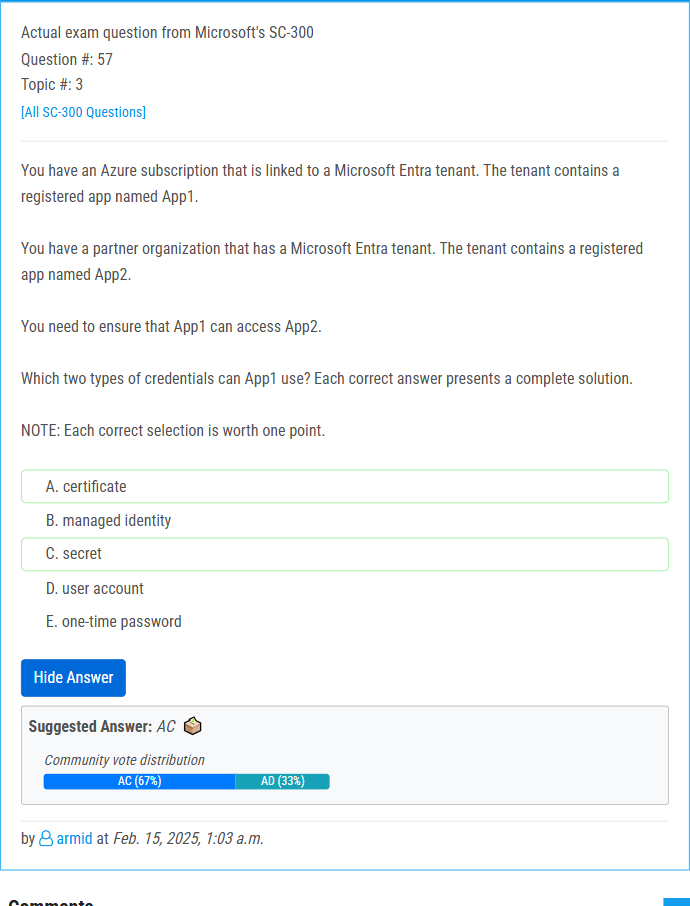 Actual exam question from Microsoft's SC-300
Question #: 57
Topic #: 3
[All SC-300 Questions]
You have an Azure subscription that is linked to a Microsoft Entra tenant. The tenant contains a
registered app named App1.
You have a partner organization that has a Microsoft Entra tenant. The tenant contains a registered
app named App2.
You need to ensure that App1 can access App2.
Which two types of credentials can App1 use? Each correct answer presents a complete solution.
NOTE: Each correct selection is worth one point.
A. certificate
B. managed identity
C. secret
D. user account
E. one-time password
Hide Answer
Suggested Answer: AC
Community vote distribution
AC (67%) AD (33%)
by armid at Feb. 15, 2025, 1:03 a.m.
Comments